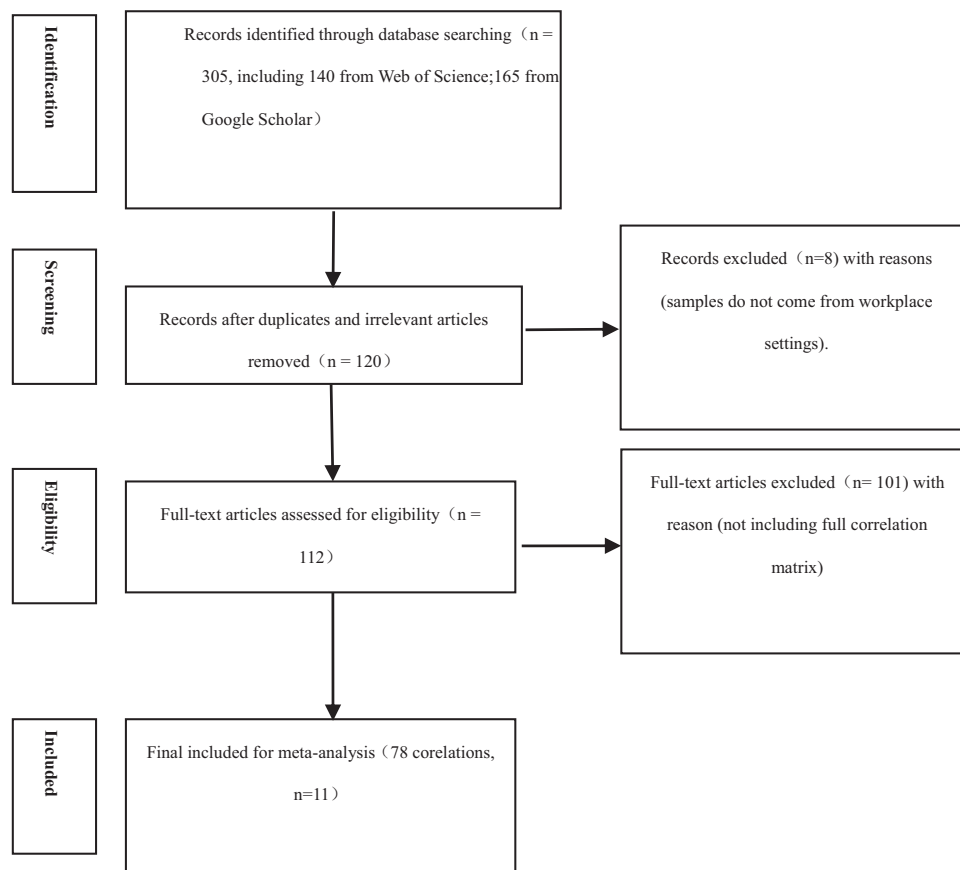 Identification
Records identified through database searching（n =
305, including 140 from Web of Science;165 from
Google Scholar）
Screening
Records after duplicates and irrelevant articles
removed（n = 120）
Records excluded（n=8) with reasons
(samples do not come from workplace
settings).
Eligibility
Full-text articles assessed for eligibility（n =
112）
Full-text articles excluded（n= 101) with
reason (not including full correlation
matrix)
Included
Final included for meta-analysis（78 corelations,
n=11）